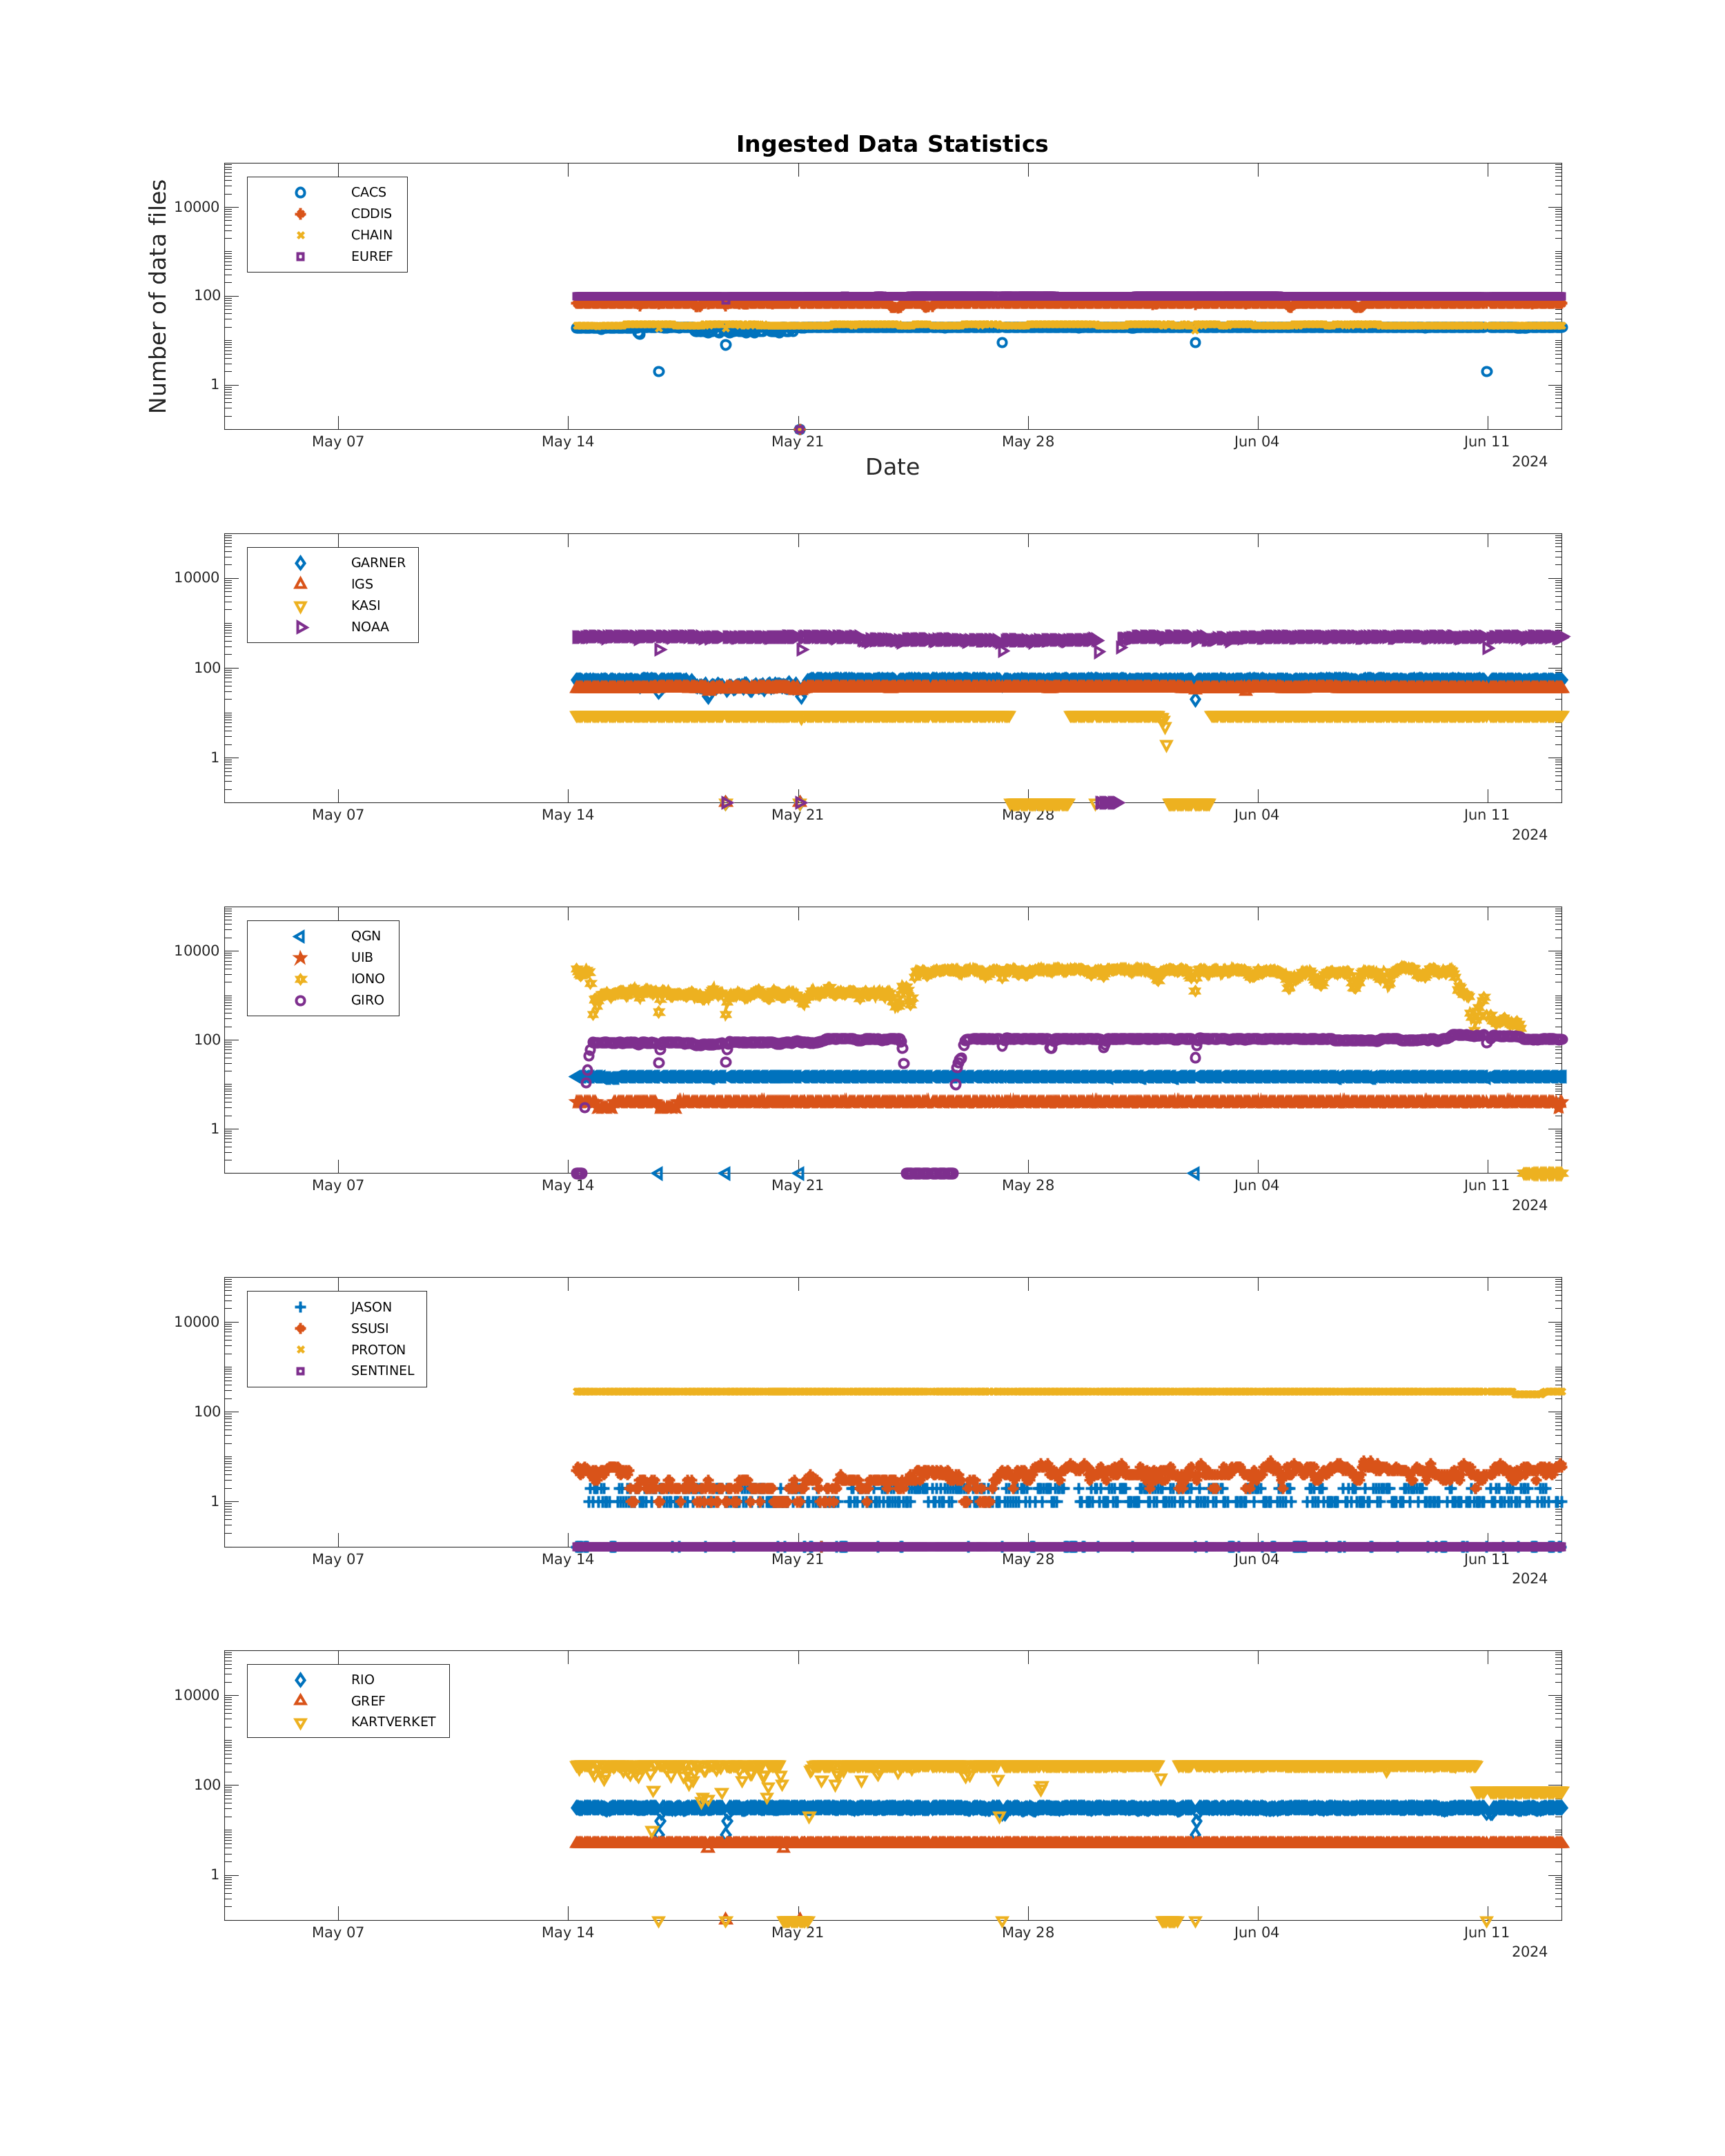 Ingested Data Statistics
Number of data files
CACS
CDDIS
CHAIN
EUREF
10000
100
1
May 07 May 14 May 21 May 28 Jun 04 Jun 11
2024
Date
GARNER
IGS
KASI
NOAA
10000
100
1
May 07 May 14 May 21 May 28 Jun 04 Jun 11
2024
QGN
UIB
IONO
GIRO
10000
100
1
May 07 May 14 May 21 May 28 Jun 04 Jun 11
2024
JASON
SSUSI
PROTON
SENTINEL
10000
100
1
May 07 May 14 May 21 May 28 Jun 04 Jun 11
2024
RIO
GREF
KARTVERKET
10000
100
1
May 07 May 14 May 21 May 28 Jun 04 Jun 11
2024